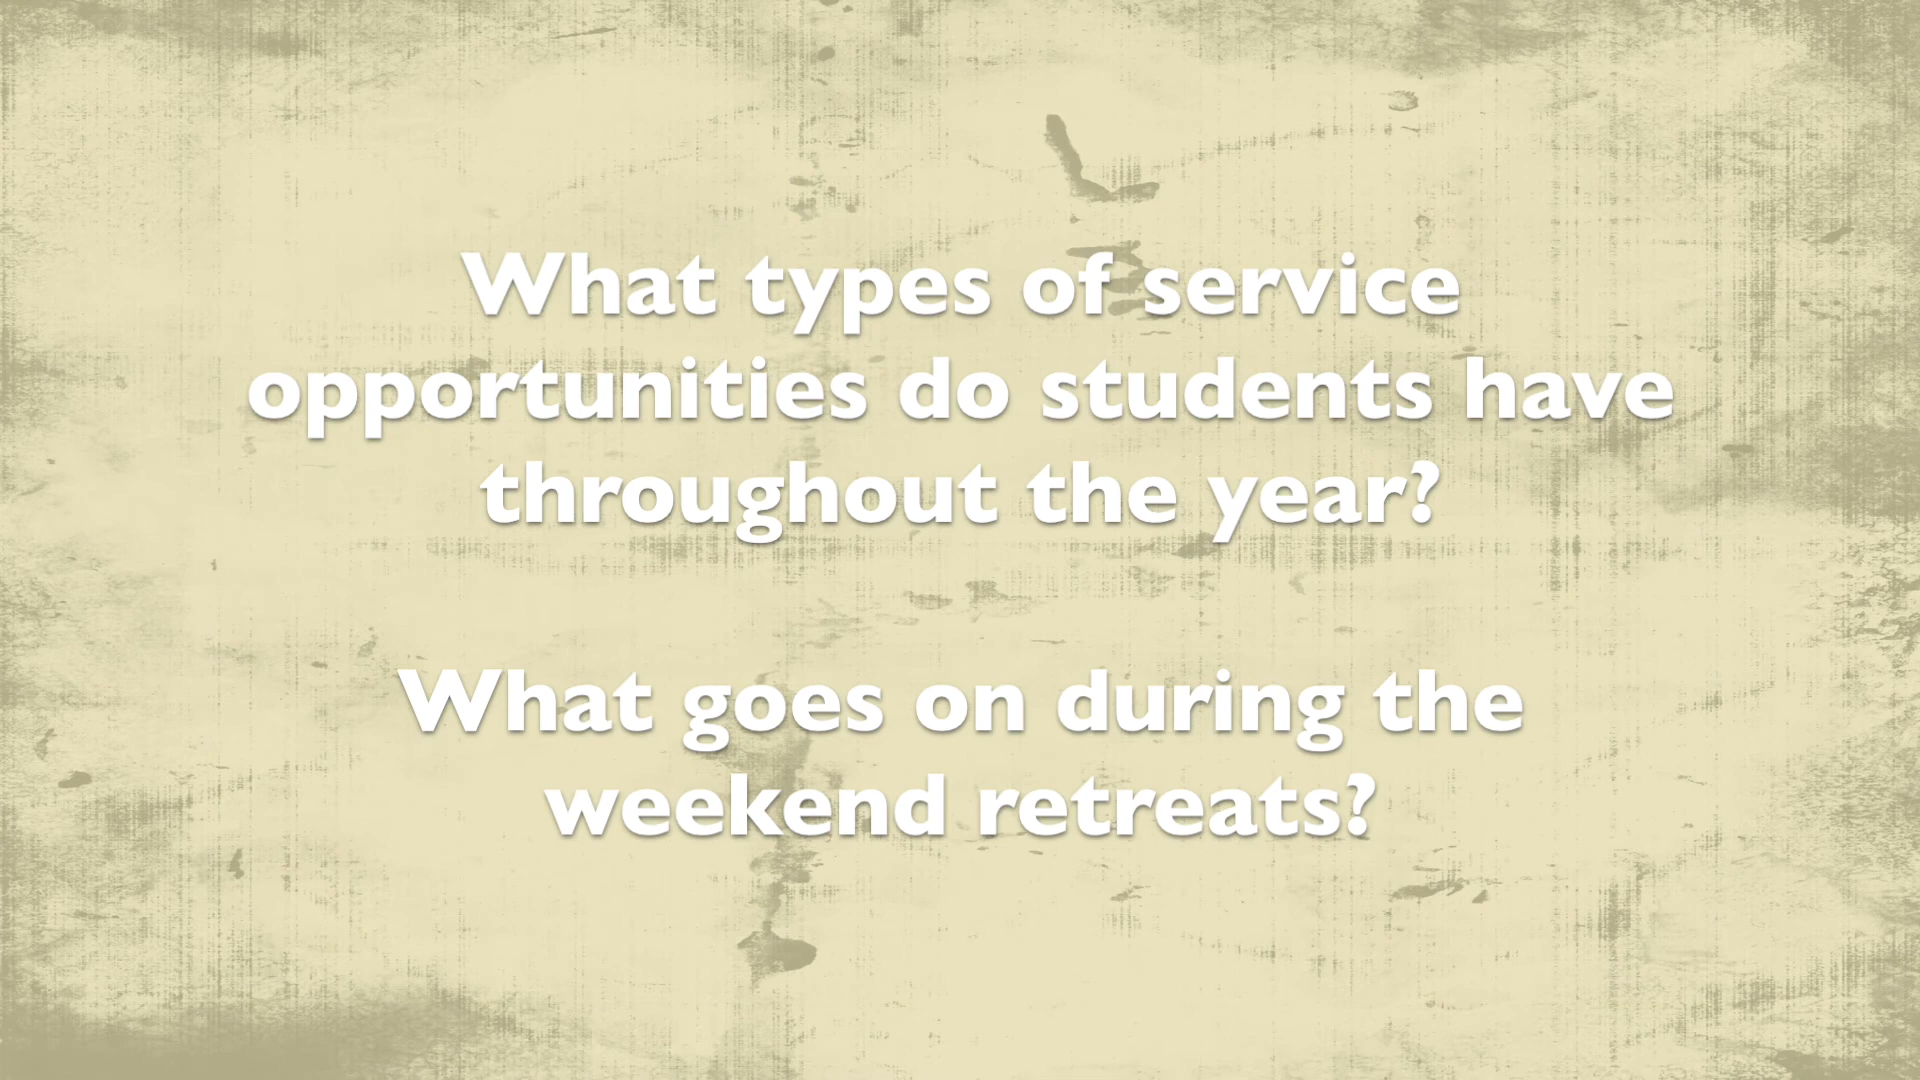 What types of service
opportunities do students have
throughout the year?
What goes on during the
weekend retreats?